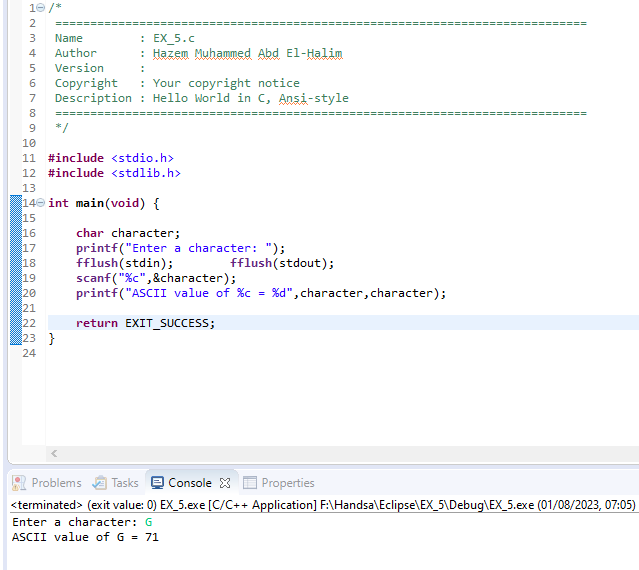 1 /*
2 ============================================================================
3 Name        : EX_5.c
4 Author      : Hazem Muhammed Abd El-Halim
5 Version     :
6 Copyright   : Your copyright notice
7 Description : Hello World in C, Ansi-style
8 ============================================================================
9 */
10
11 #include <stdio.h>
12 #include <stdlib.h>
13
14 int main(void) {
15
16     char character;
17     printf("Enter a character: ");
18     fflush(stdin);        fflush(stdout);
19     scanf("%c",&character);
20     printf("ASCII value of %c = %d",character,character);
21
22     return EXIT_SUCCESS;
23 }
24
Problems Tasks Console Properties
<terminated> (exit value: 0) EX_5.exe [C/C++ Application] F:\Handsa\Eclipse\EX_5\Debug\EX_5.exe (01/08/2023, 07:05)
Enter a character: G
ASCII value of G = 71